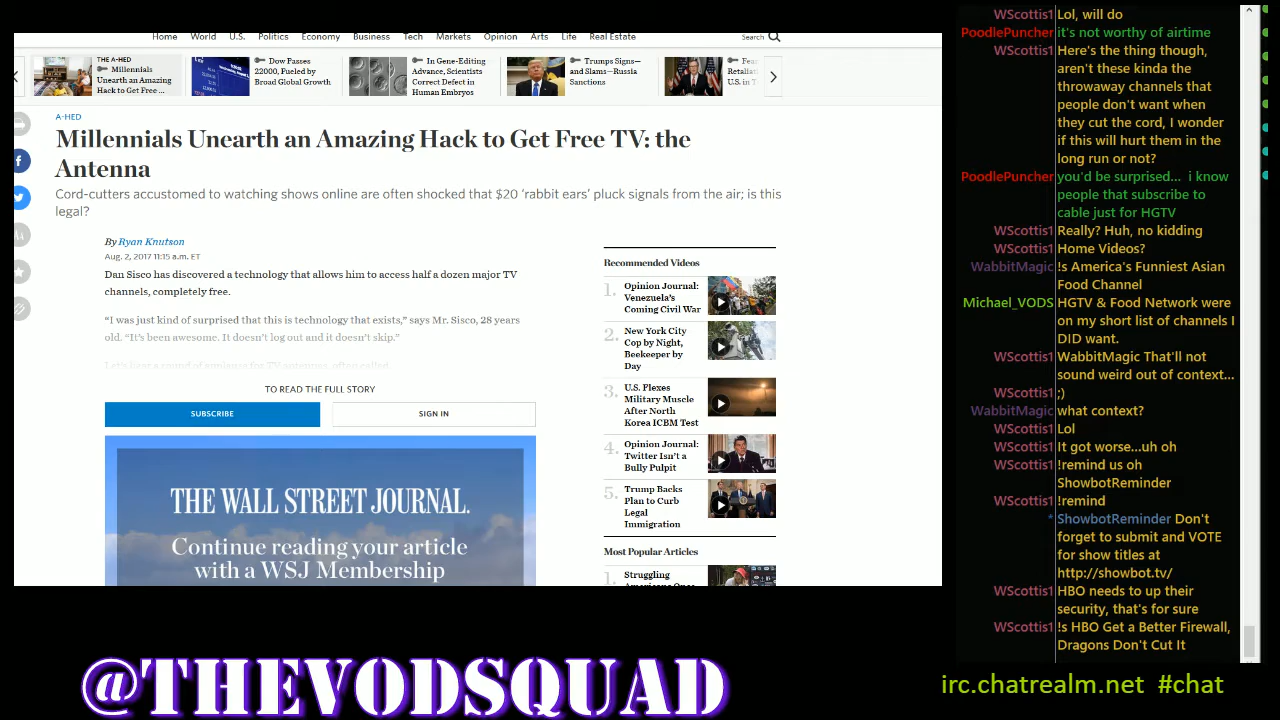 Home World U.S. Politics Economy Business Tech Markets Opinion Arts Life Real Estate Search
THE A-HED
Millennials
Unearth an Amazing
Hack to Get Free ...
Dow Passes
22000, Fueled by
Broad Global Growth
In Gene-Editing
Advance, Scientists
Correct Defect in
Human Embryos
Trumps Signs—
and Slams—Russia
Sanctions
Retaliati
U.S. in T
A-HED
Millennials Unearth an Amazing Hack to Get Free TV: the
Antenna
Cord-cutters accustomed to watching shows online are often shocked that $20 ‘rabbit ears’ pluck signals from the air; is this
legal?
By Ryan Knutson
Aug. 2, 2017 11:15 a.m. ET
Dan Sisco has discovered a technology that allows him to access half a dozen major TV
channels, completely free.
“I was just kind of surprised that this is technology that exists,” says Mr. Sisco, 28 years
old. “It’s been awesome. It doesn’t log out and it doesn’t skip.”
Let’s hear a round of applause for TV antennas, often called
TO READ THE FULL STORY
SUBSCRIBE
SIGN IN
THE WALL STREET JOURNAL.
Continue reading your article
with a WSJ Membership
Recommended Videos
1. Opinion Journal:
Venezuela’s
Coming Civil War
2. New York City
Cop by Night,
Beekeeper by
Day
3. U.S. Plexes
Military Muscle
After North
Korea ICBM Test
4. Opinion Journal:
Twitter Isn’t a
Bully Pulpit
5. Trump Backs
Plan to Curb
Legal
Immigration
Most Popular Articles
1. Struggling
WScottis1 Lol, will do
PoodlePuncher it's not worthy of airtime
WScottis1 Here's the thing though,
aren't these kinda the
throwaway channels that
people don't want when
they cut the cord, I wonder
if this will hurt them in the
long run or not?
PoodlePuncher you'd be surprised... i know
people that subscribe to
cable just for HGTV
WScottis1 Really? Huh, no kidding
WScottis1 Home Videos?
WabbitMagic !s America's Funniest Asian
Food Channel
Michael_VODS HGTV & Food Network were
on my short list of channels I
DID want.
WScottis1 WabbitMagic That'll not
sound weird out of context...
WScottis1 ;)
WabbitMagic what context?
WScottis1 Lol
WScottis1 It got worse...uh oh
WScottis1 !remind us oh
ShowbotReminder
WScottis1 !remind
* ShowbotReminder Don't
forget to submit and VOTE
for show titles at
http://showbot.tv/
WScottis1 HBO needs to up their
security, that's for sure
WScottis1 !s HBO Get a Better Firewall,
Dragons Don't Cut It
@THEVODSQUAD
irc.chatrealm.net #chat